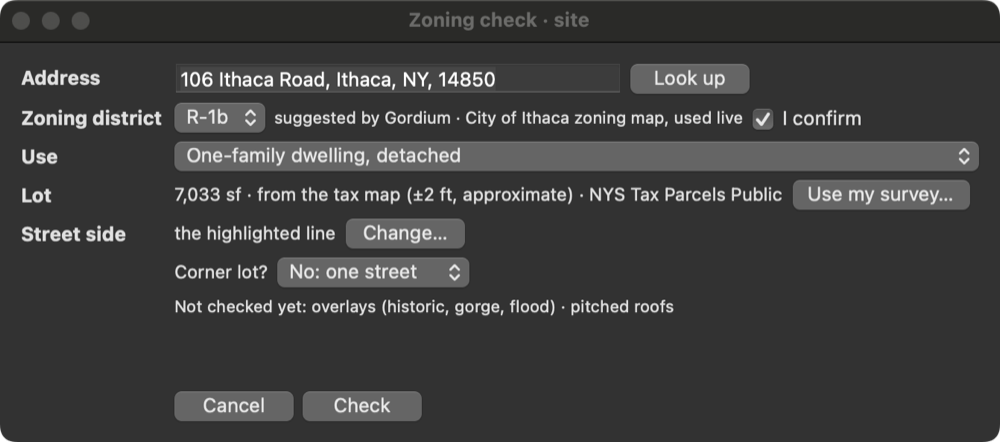 Zoning check · site
Address 106 Ithaca Road, Ithaca, NY, 14850 Look up
Zoning district R-1b suggested by Gordium · City of Ithaca zoning map, used live I confirm
Use One-family dwelling, detached
Lot 7,033 sf · from the tax map (±2 ft, approximate) · NYS Tax Parcels Public Use my survey...
Street side the highlighted line Change...
Corner lot? No: one street
Not checked yet: overlays (historic, gorge, flood) · pitched roofs
Cancel Check